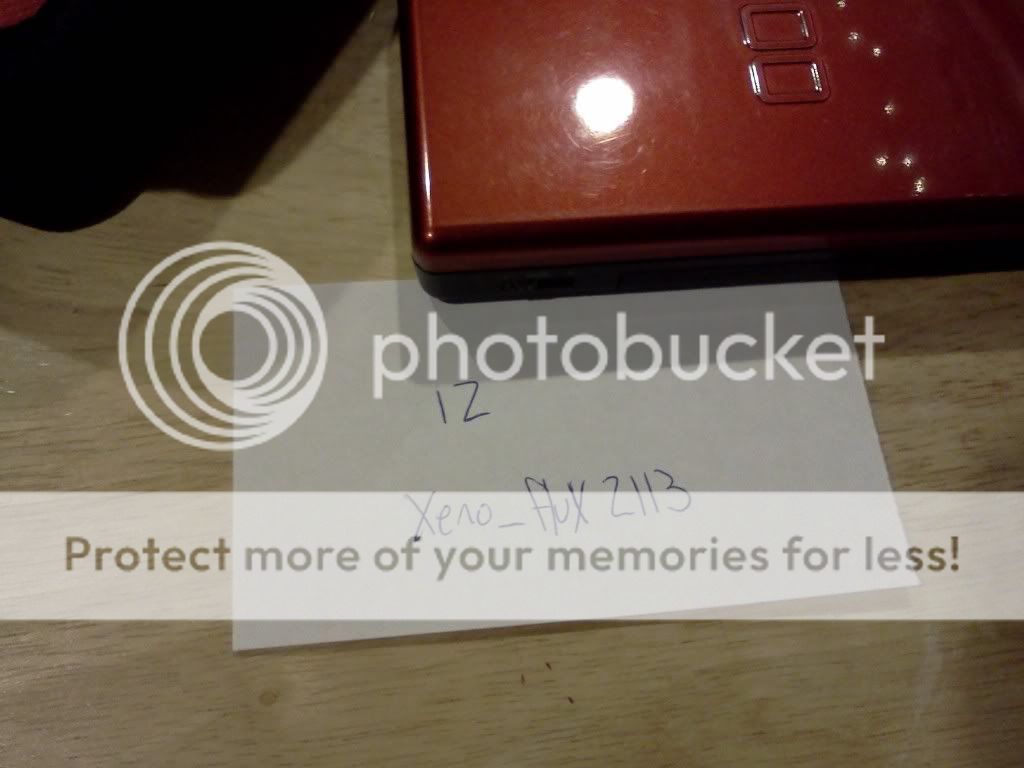 photobucket
12
Xeno_flux 2113
Protect more of your memories for less!